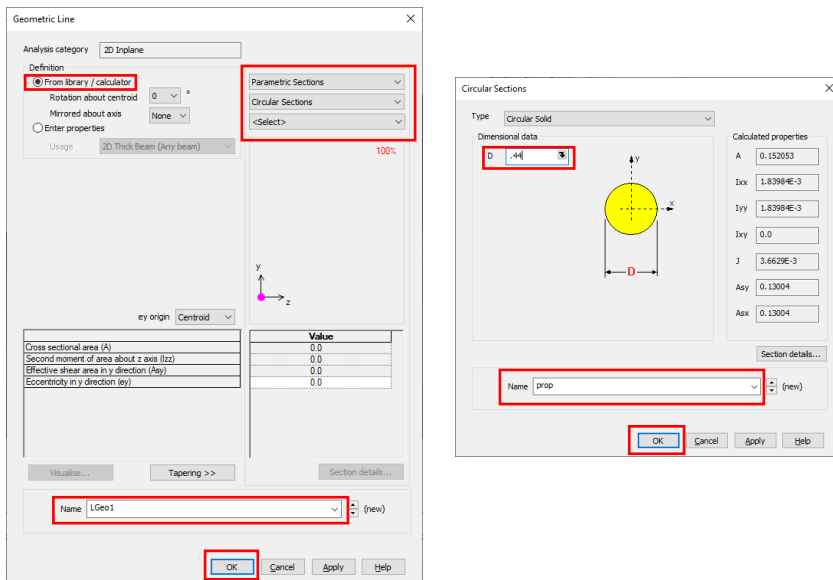 Geometric Line
Analysis category 2D Inplane
Definition
From library / calculator
Rotation about centroid 0 °
Mirrored about axis None
Enter properties
Usage 2D Thick Beam (Any beam)
Parametric Sections
Circular Sections
<Select>
100%
y
z
ey origin Centroid
Value
Cross sectional area (A) 0.0
Second moment of area about z axis (Izz) 0.0
Effective shear area in y direction (Asy) 0.0
Eccentricity in y direction (ey) 0.0
Visualise... Tapering >> Section details...
Name LGeo1 (new)
OK Cancel Apply Help
Circular Sections
Type Circular Solid
Dimensional data
D .44
y
x
D
Calculated properties
A 0.152053
Ixx 1.83984E-3
Iyy 1.83984E-3
Ixy 0.0
J 3.6629E-3
Asy 0.13004
Asx 0.13004
Section details...
Name prop (new)
OK Cancel Apply Help